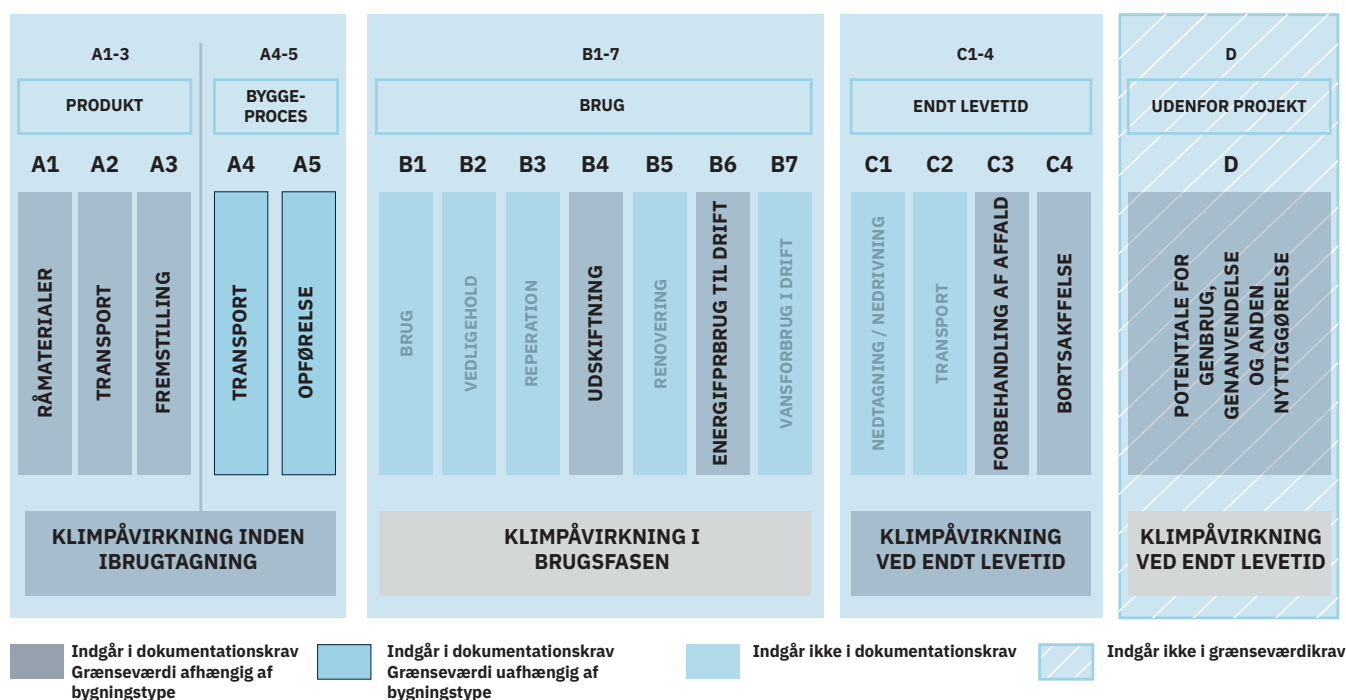 A1-3
PRODUKT
A4-5
BYGGE-
PROCES
B1-7
BRUG
C1-4
ENDT LEVETID
D
UDENFOR PROJEKT
A1
A2
A3
A4
A5
B1
B2
B3
B4
B5
B6
B7
C1
C2
C3
C4
D
RÅMATERIALER
TRANSPORT
FREMSTILLING
TRANSPORT
OPFØRELSE
BRUG
VEDLIGEHOLD
REPERATION
UDSKIFTNING
RENOVERING
ENERGIFPRBRUG TIL DRIFT
VANSFORBRUG I DRIFT
NEDTAGNING / NEDRIVNING
TRANSPORT
FORBEHANDLING AF AFFALD
BORTSAKFFELSE
POTENTIALE FOR
GENBRUG,
GENANVENDELSE
OG ANDEN
NYTTIGGØRELSE
KLIMPÅVIRKNING INDEN
IBRUGTAGNING
KLIMPÅVIRKNING I
BRUGSFASEN
KLIMPÅVIRKNING
VED ENDT LEVETID
KLIMPÅVIRKNING
VED ENDT LEVETID
Indgår i dokumentationskrav
Grænseværdi afhængig af
bygningstype
Indgår i dokumentationskrav
Grænseværdi uafhængig af
bygningstype
Indgår ikke i dokumentationskrav
Indgår ikke i grænseværdikrav